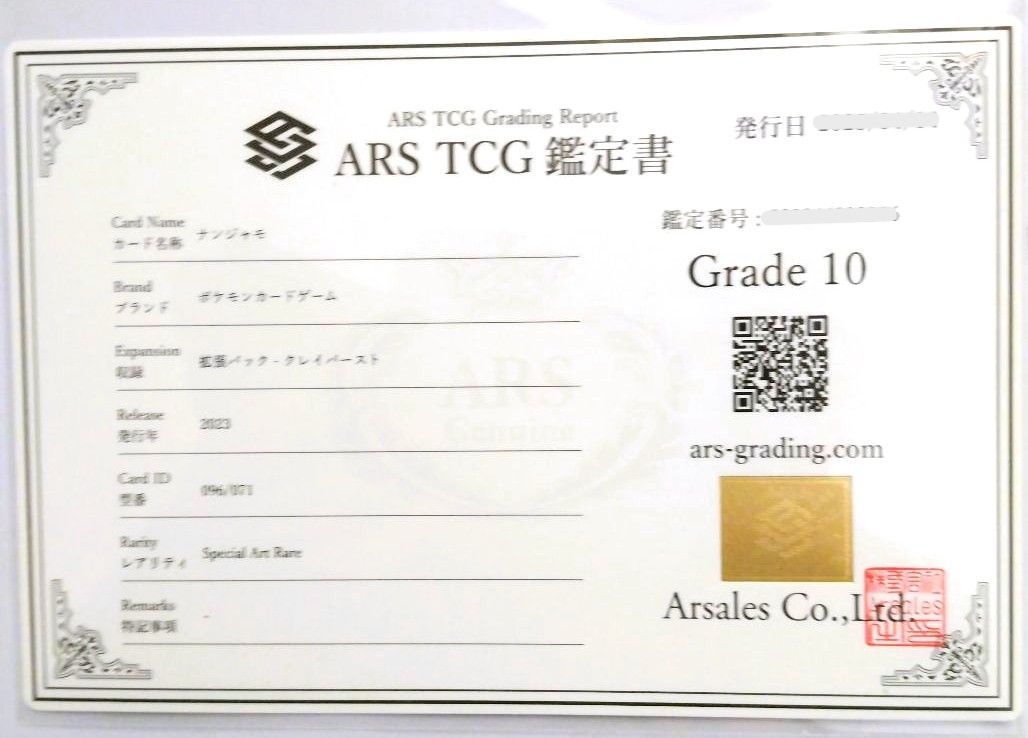 ARS TCG Grading Report
ARS TCG 鑑定書
発行日
鑑定番号 :
Grade 10
Card Name
カード名称
ナンジャモ
Brand
ブランド
ポケモンカードゲーム
Expansion
収録
拡張パック - クレイバースト
Release
発行年
2023
Card ID
型番
096/071
Rarity
レアリティ
Special Art Rare
Remarks
特記事項
-
ARS
Genuine
ars-grading.com
Arsales Co.,Ltd.